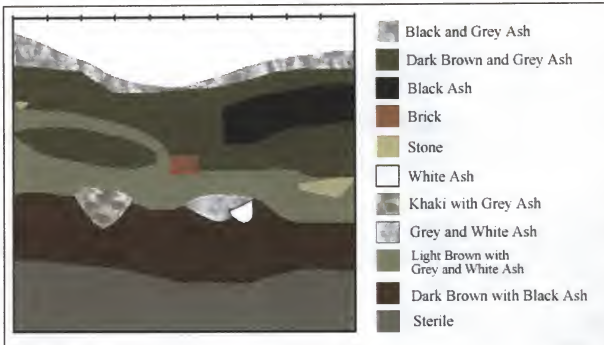 Black and Grey Ash
Dark Brown and Grey Ash
Black Ash
Brick
Stone
White Ash
Khaki with Grey Ash
Grey and White Ash
Light Brown with
Grey and White Ash
Dark Brown with Black Ash
Sterile